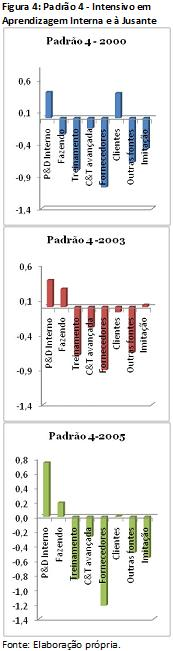 Figura 4: Padrão 4 - Intensivo em
Aprendizagem Interna e à Jusante
Padrão 4 - 2000
0,6
0,1
-0,4
-0,9
-1,4
P&D Interno
Fazendo
Treinamento
C&T avançada
Fornecedores
Clientes
Outras fontes
Imitação
Padrão 4-2003
0,6
0,1
-0,4
-0,9
-1,4
P&D Interno
Fazendo
Treinamento
C&T avançada
Fornecedores
Clientes
Outras fontes
Imitação
Padrão 4-2005
0,8
0,6
0,4
0,2
0,0
-0,2
-0,4
-0,6
-0,8
-1,0
-1,2
-1,4
P&D Interno
Fazendo
Treinamento
C&T avançada
Fornecedores
Clientes
Outras fontes
Imitação
Fonte: Elaboração própria.